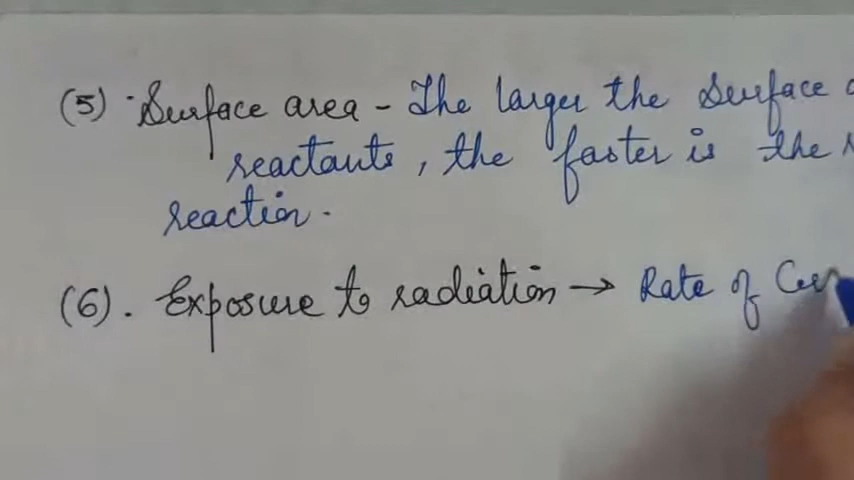 (5) Surface area - The larger the Surface
reactants, the faster is the
reaction.
(6). Exposure to radiation → Rate of